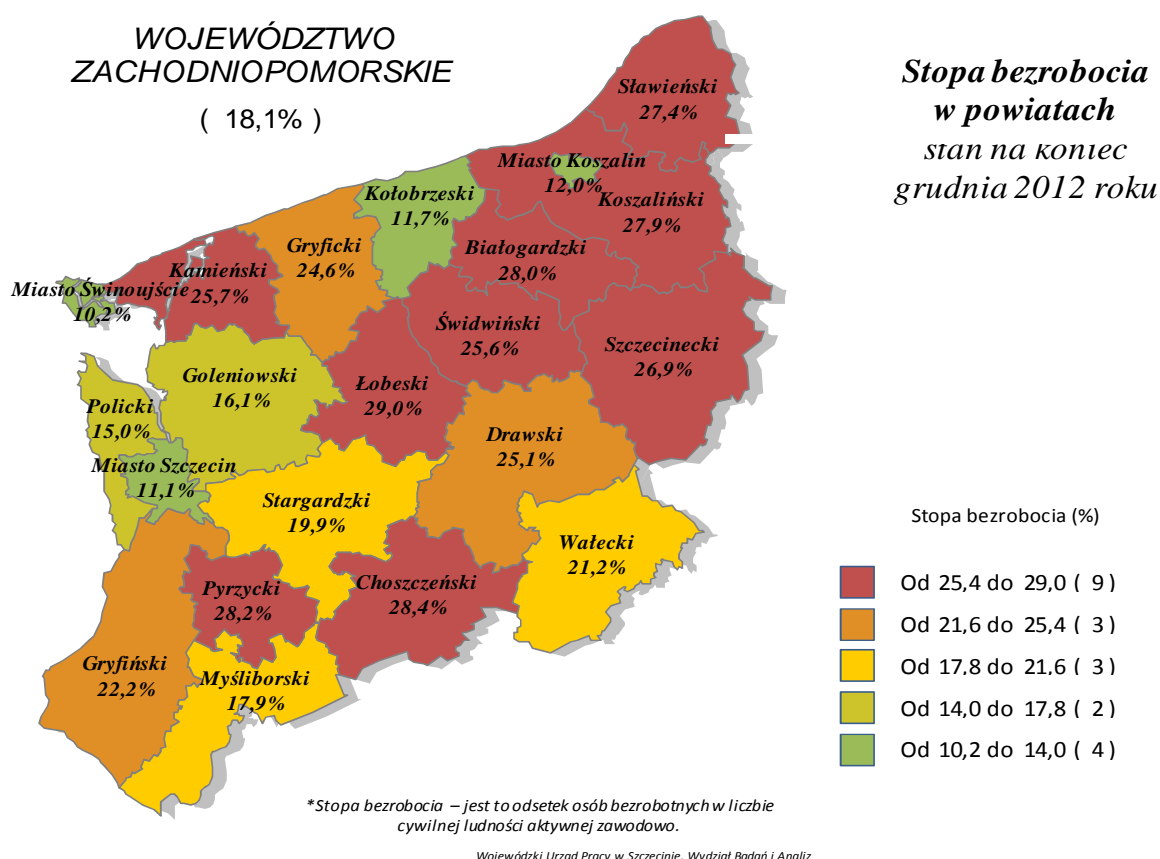 WOJEWÓDZTWO
ZACHODNIOPOMORSKIE
( 18,1% )
Stopa bezrobocia
w powiatach
stan na koniec
grudnia 2012 roku
Sławieński
27,4%
Miasto Koszalin
12,0%
Koszaliński
27,9%
Kołobrzeski
11,7%
Białogardzki
28,0%
Gryficki
24,6%
Kamieński
25,7%
Miasto Świnoujście
10,2%
Świdwiński
25,6%
Szczecinecki
26,9%
Goleniowski
16,1%
Łobeski
29,0%
Policki
15,0%
Drawski
25,1%
Miasto Szczecin
11,1%
Stargardzki
19,9%
Wałecki
21,2%
Pyrzycki
28,2%
Choszczeński
28,4%
Gryfiński
22,2%
Myśliborski
17,9%
Stopa bezrobocia (%)
Od 25,4 do 29,0 ( 9)
Od 21,6 do 25,4 ( 3)
Od 17,8 do 21,6 ( 3)
Od 14,0 do 17,8 ( 2)
Od 10,2 do 14,0 ( 4)
*Stopa bezrobocia – jest to odsetek osób bezrobotnych w liczbie
cywilnej ludności aktywnej zawodowo.
Wojewódzki Urząd Pracy w Szczecinie, Wydział Badań i Analiz